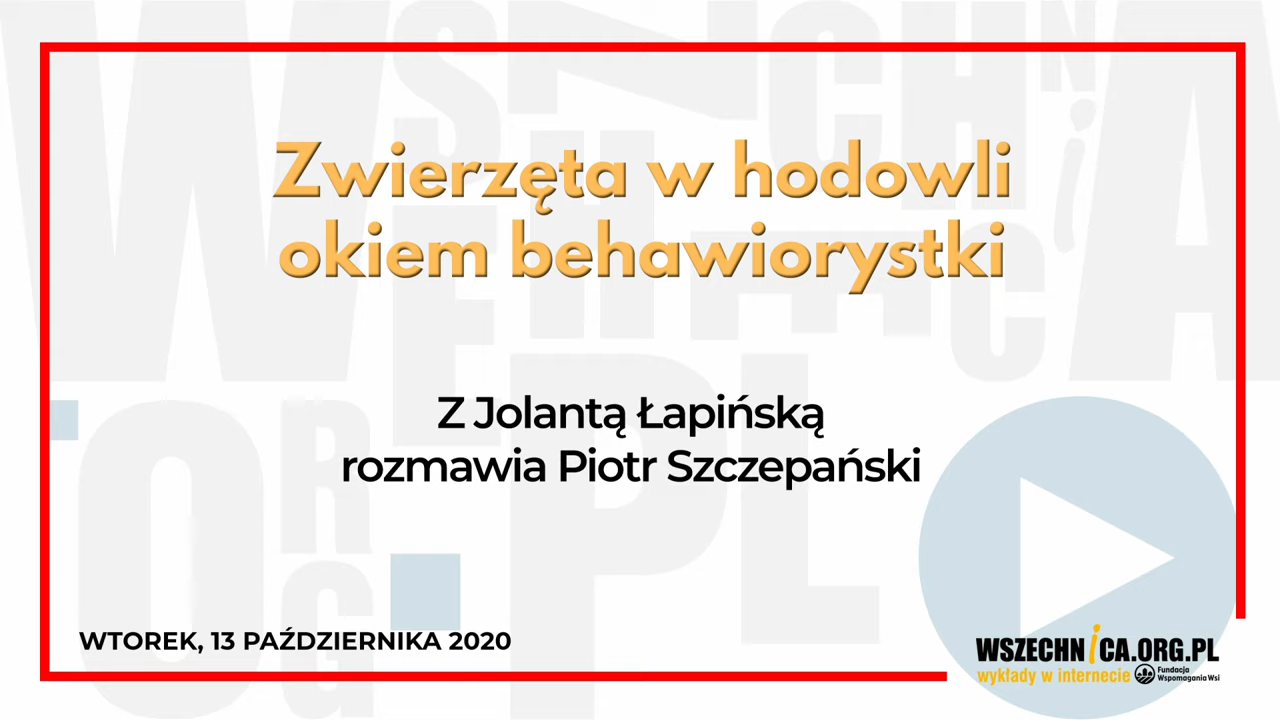 Zwierzęta w hodowli
okiem behawiorystki
Z Jolantą Łapińską
rozmawia Piotr Szczepański
WTOREK, 13 PAŹDZIERNIKA 2020
WSZECHNiCA.ORG.PL
wykłady w internecie
Fundacja
Wspomagania Wsi